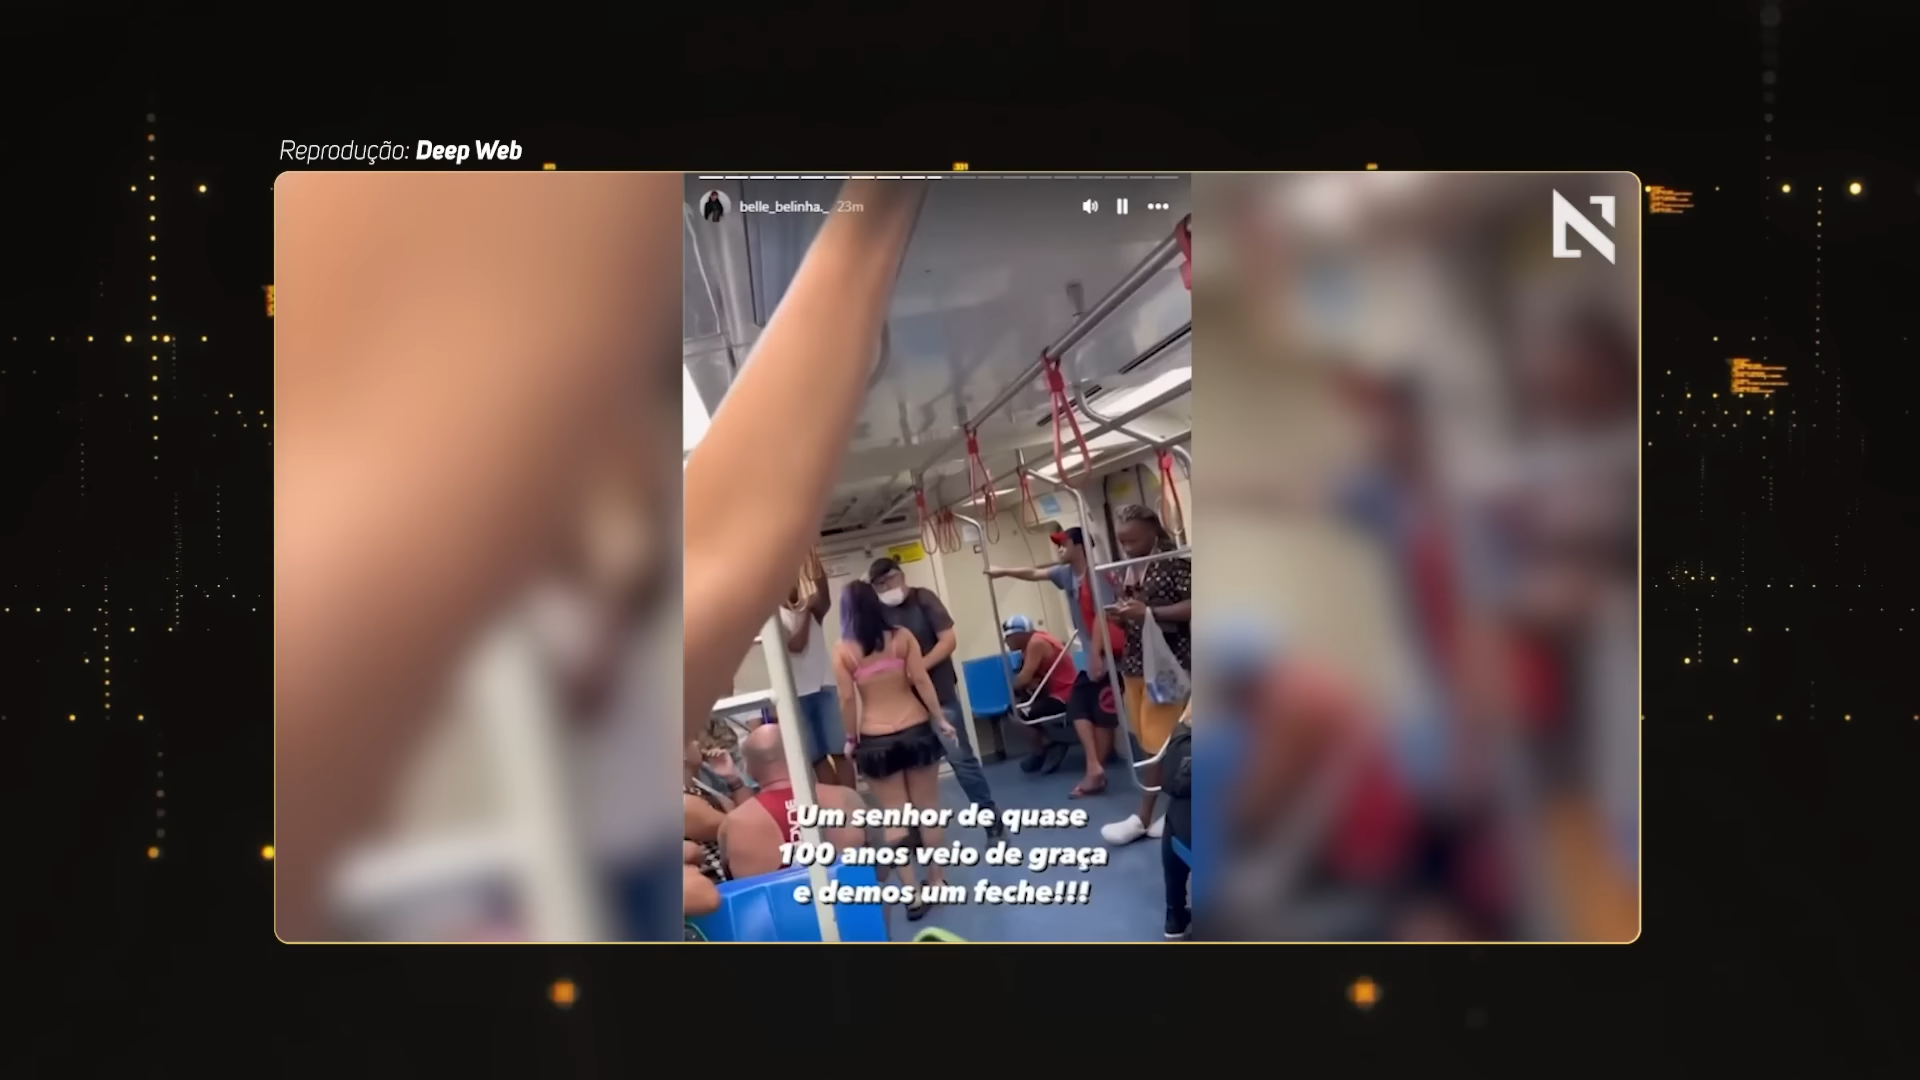 Reprodução: Deep Web
belle_belinha._ 23m
Um senhor de quase
100 anos veio de graça
e demos um feche!!!